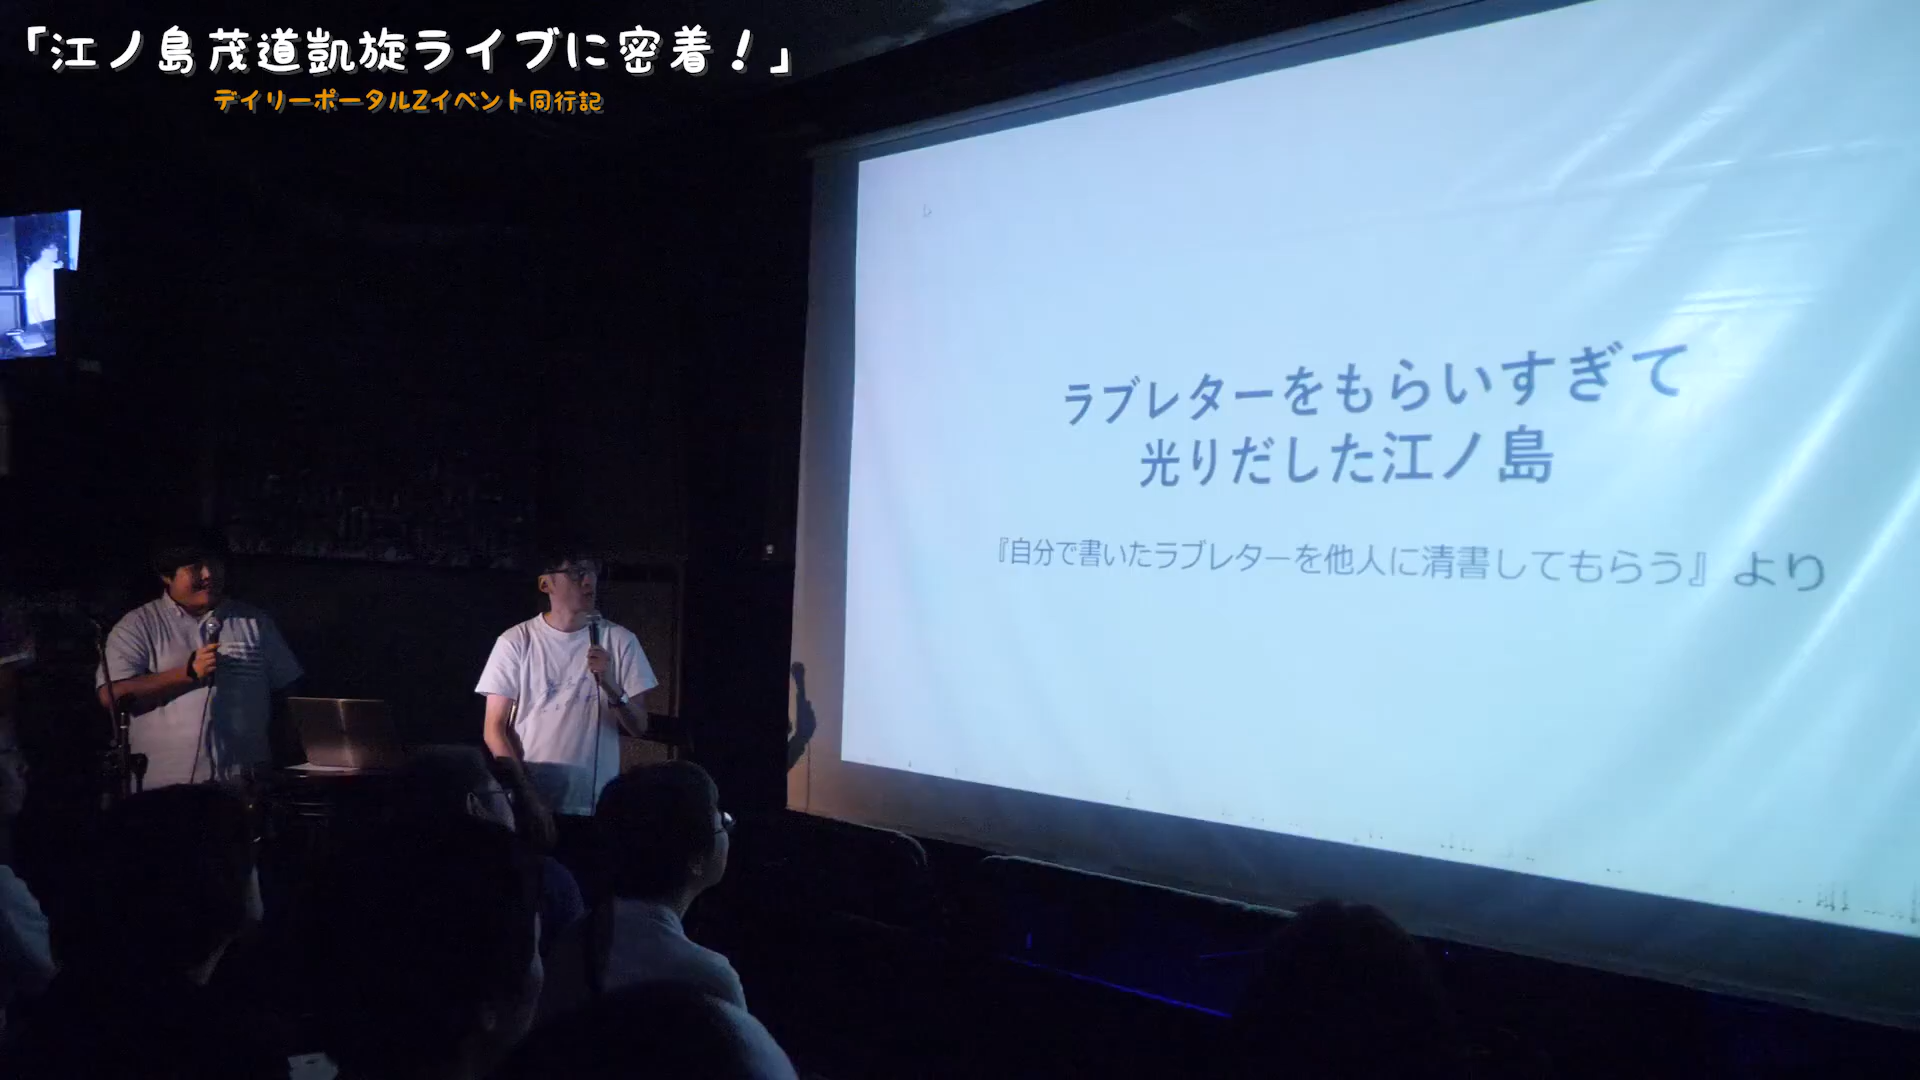 「江ノ島茂道凱旋ライブに密着！」
デイリーポータルZイベント同行記
ラブレターをもらいすぎて
光りだした江ノ島
『自分で書いたラブレターを他人に清書してもらう』より